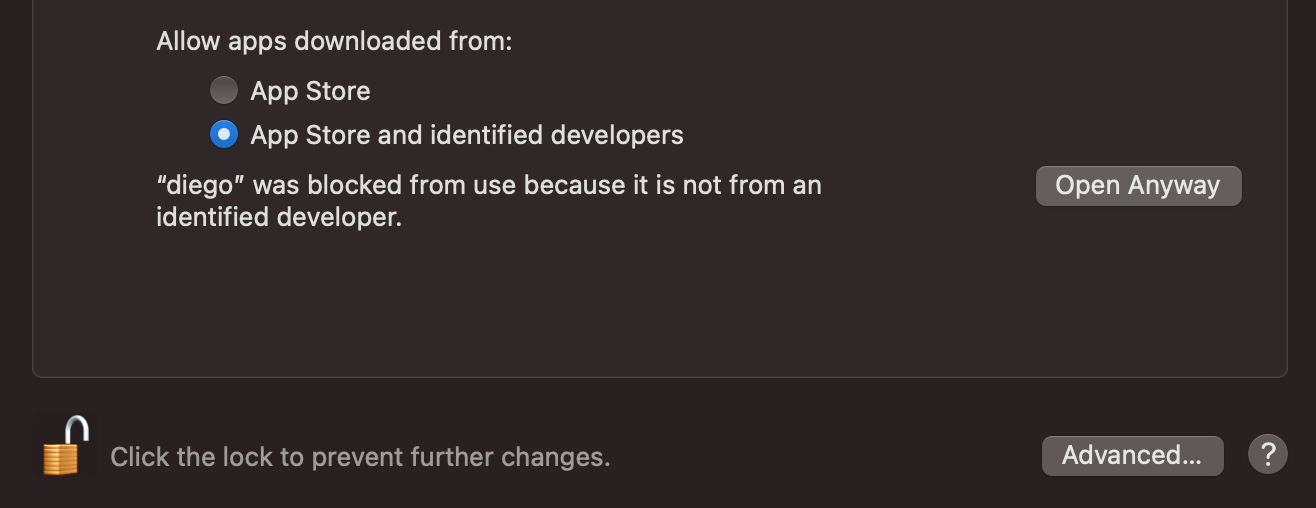 Allow apps downloaded from:
App Store
App Store and identified developers
“diego” was blocked from use because it is not from an
identified developer.
Open Anyway
Click the lock to prevent further changes.
Advanced...
?